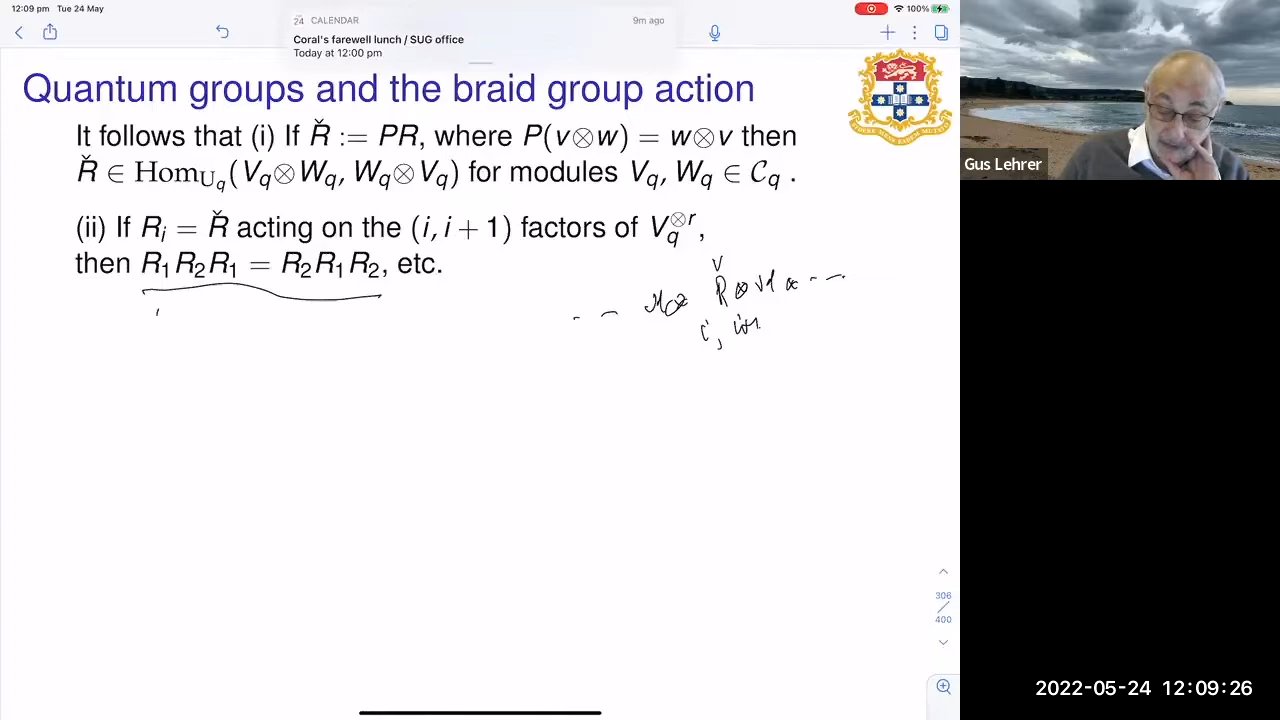 12:09 pm Tue 24 May
100%
24 CALENDAR
9m ago
Coral's farewell lunch / SUG office
Today at 12:00 pm
Quantum groups and the braid group action
It follows that (i) If Ř := PR, where P(v⊗w) = w⊗v then
Ř ∈ Hom_{U_q}(V_q⊗W_q, W_q⊗V_q) for modules V_q, W_q ∈ 𝒞_q .
(ii) If R_i = Ř acting on the (i, i + 1) factors of V_q^{⊗r},
then R_1R_2R_1 = R_2R_1R_2, etc.
Ř ⊗
i, i+1
306
400
Gus Lehrer
2022-05-24 12:09:26